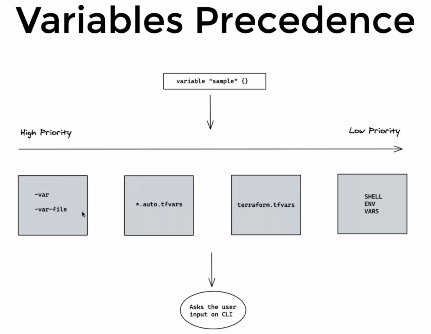 Variables Precedence
variable "sample" {}
High Priority
Low Priority
-var
-var-file
*.auto.tfvars
terraform.tfvars
SHELL
ENV
VARS
Asks the user
input on CLI